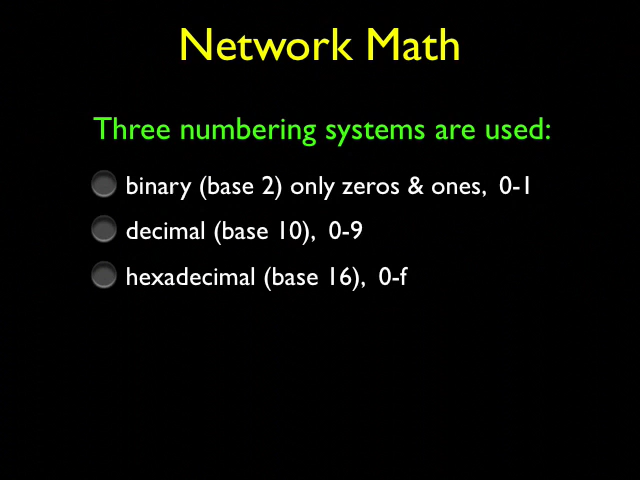 Network Math
Three numbering systems are used:
binary (base 2) only zeros & ones, 0-1
decimal (base 10), 0-9
hexadecimal (base 16), 0-f